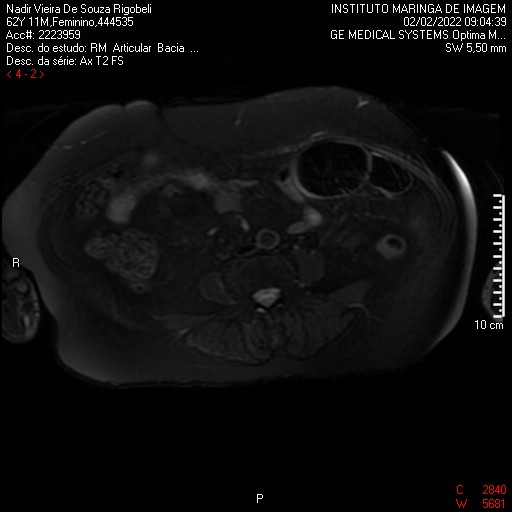 Nadir Vieira De Souza Rigobeli
62Y 11M,Feminino,444535
Acc#: 2223959
Desc. do estudo: RM Articular Bacia ...
Desc. da série: Ax T2 FS
< 4 - 2 >
INSTITUTO MARINGA DE IMAGEM
02/02/2022 09:04:39
GE MEDICAL SYSTEMS Optima M...
SW 5,50 mm
R
10 cm
P
C 2840
W 5681